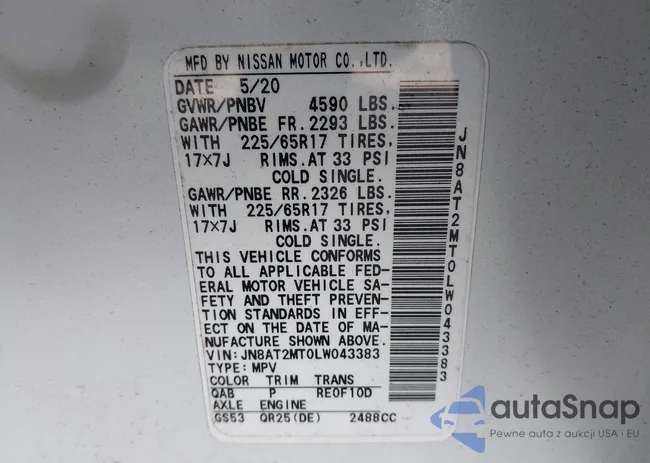 MFD BY NISSAN MOTOR CO.,LTD.
DATE 5/20
GVWR/PNBV 4590 LBS.
GAWR/PNBE FR. 2293 LBS.
WITH 225/65R17 TIRES,
17×7J RIMS. AT 33 PSI
COLD SINGLE.
GAWR/PNBE RR. 2326 LBS.
WITH 225/65R17 TIRES,
17×7J RIMS. AT 33 PSI
COLD SINGLE.
THIS VEHICLE CONFORMS
TO ALL APPLICABLE FED-
ERAL MOTOR VEHICLE SA-
FETY AND THEFT PREVEN-
TION STANDARDS IN EFF-
ECT ON THE DATE OF MA-
NUFACTURE SHOWN ABOVE.
VIN: JN8AT2MT0LW043383
TYPE: MPV
COLOR TRIM TRANS
QAB P RE0F10D
AXLE ENGINE
GS53 QR25(DE) 2488CC
JN8AT2MT0LW043383
autoSnap
Pewne auta z aukcji USA i EU